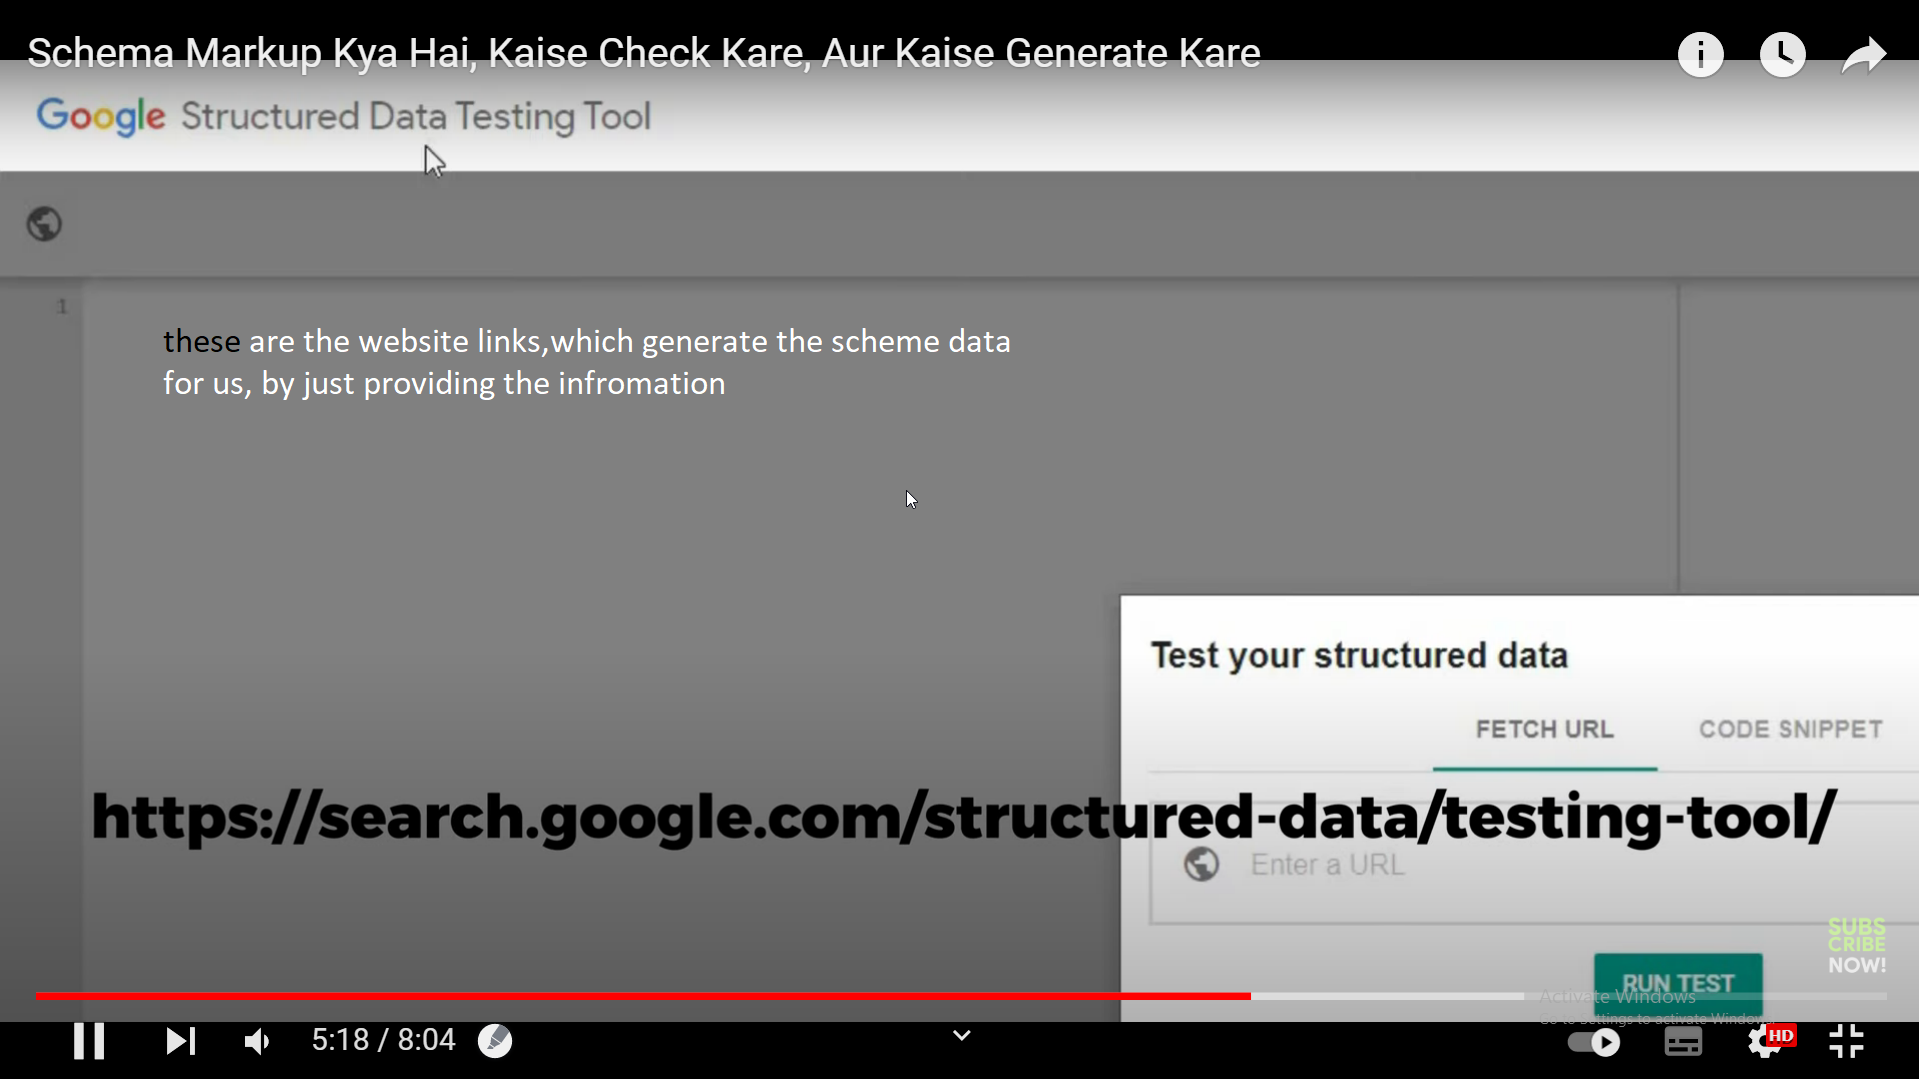 Schema Markup Kya Hai, Kaise Check Kare, Aur Kaise Generate Kare
Google Structured Data Testing Tool
1
these are the website links,which generate the scheme data
for us, by just providing the infromation
Test your structured data
FETCH URL CODE SNIPPET
https://search.google.com/structured-data/testing-tool/
Enter a URL
SUBS
CRIBE
NOW!
RUN TEST
Activate Windows
Go to Settings to activate Windows.
5:18 / 8:04
HD